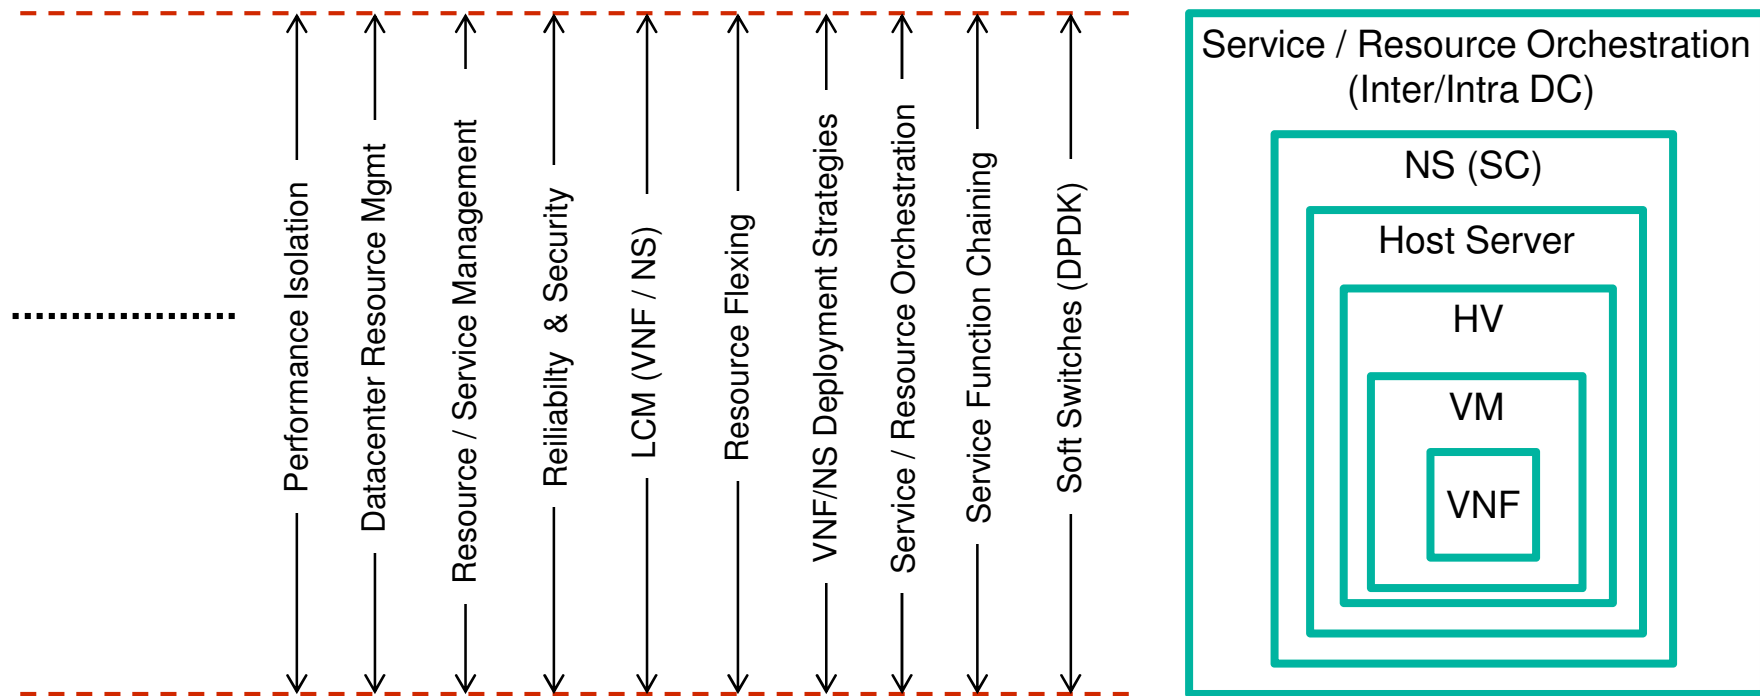 Performance Isolation
Datacenter Resource Mgmt
Resource / Service Management
Reiliabilty & Security
LCM (VNF / NS)
Resource Flexing
VNF/NS Deployment Strategies
Service / Resource Orchestration
Service Function Chaining
Soft Switches (DPDK)
Service / Resource Orchestration
(Inter/Intra DC)
NS (SC)
Host Server
HV
VM
VNF